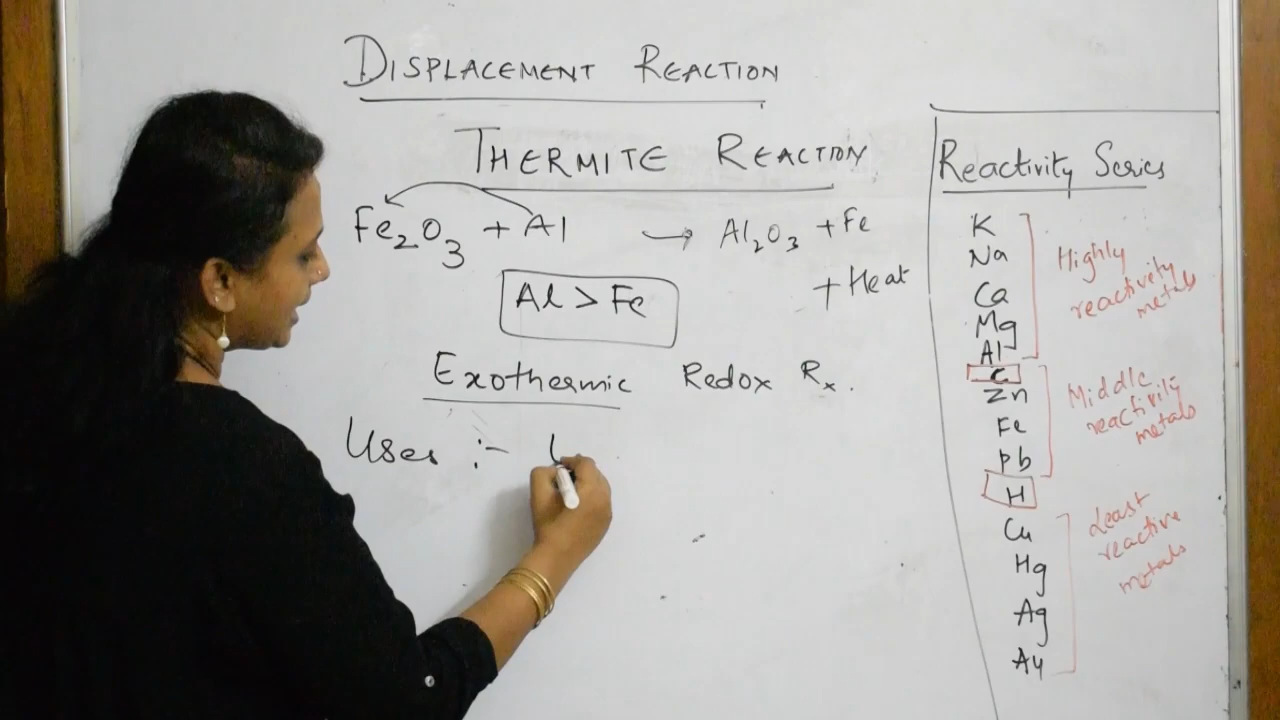 DISPLACEMENT REACTION
THERMITE REACTION
Fe₂O₃ + Al → Al₂O₃ + Fe
+ Heat
Al > Fe
Exothermic Redox Rx.
Uses :-
Reactivity Series
K
Na
Ca
Mg
Al
Highly
reactivity
metals
C
Zn
Fe
Pb
Middle
reactivity
metals
H
Cu
Hg
Ag
Au
Least
reactive
metals